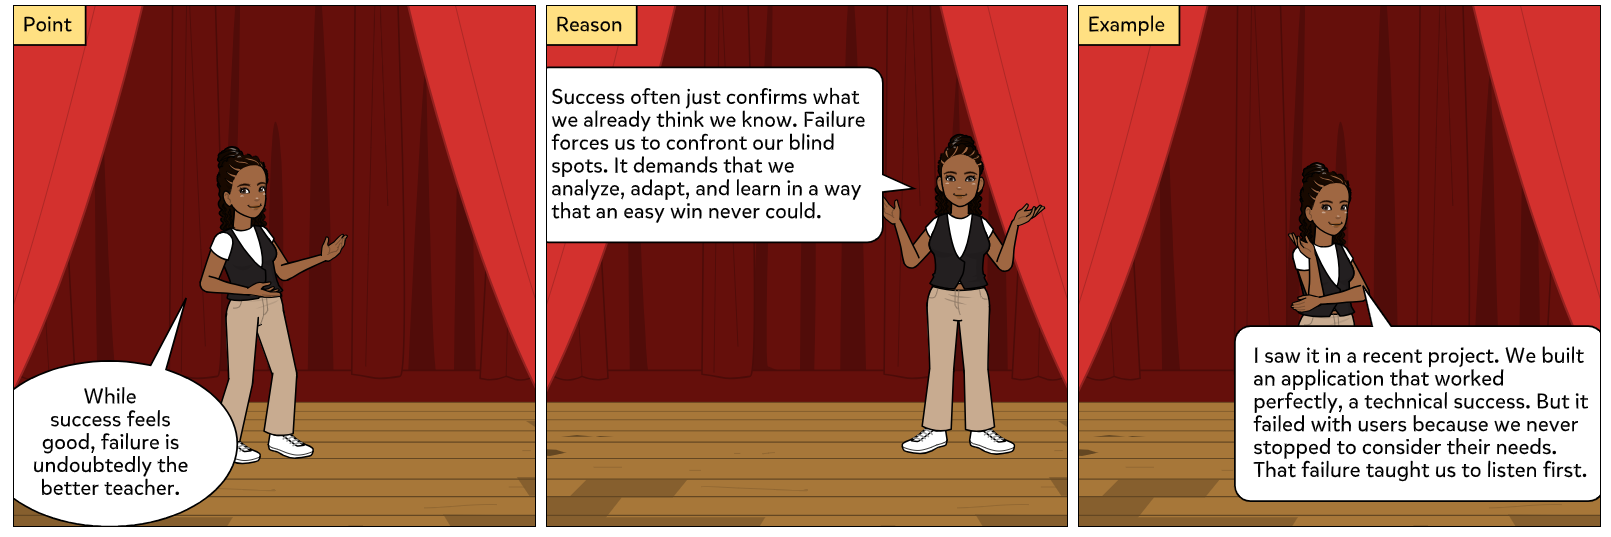 Point
While
success feels
good, failure is
undoubtedly the
better teacher.
Reason
Success often just confirms what
we already think we know. Failure
forces us to confront our blind
spots. It demands that we
analyze, adapt, and learn in a way
that an easy win never could.
Example
I saw it in a recent project. We built
an application that worked
perfectly, a technical success. But it
failed with users because we never
stopped to consider their needs.
That failure taught us to listen first.